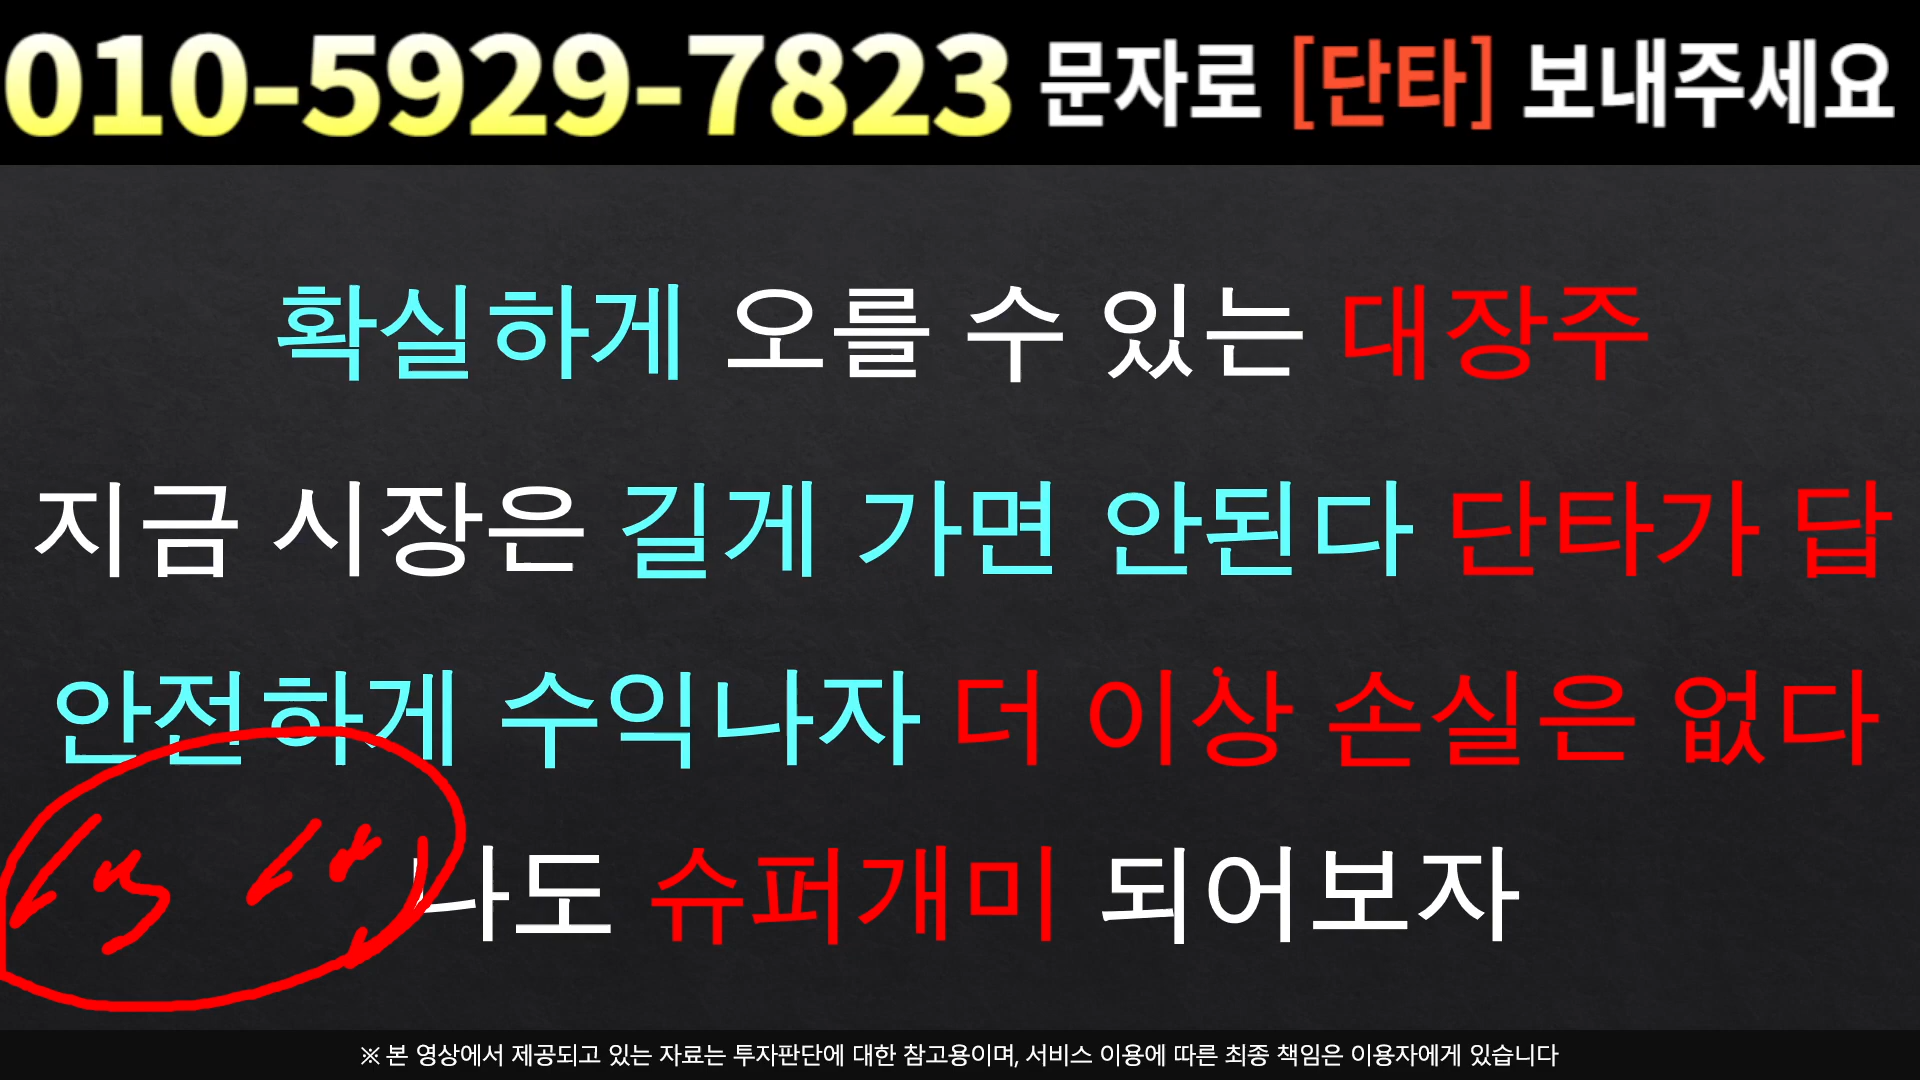 010-5929-7823 문자로 [단타] 보내주세요
확실하게 오를 수 있는 대장주
지금 시장은 길게 가면 안된다 단타가 답
안전하게 수익나자 더 이상 손실은 없다
나도 슈퍼개미 되어보자
※ 본 영상에서 제공되고 있는 자료는 투자판단에 대한 참고용이며, 서비스 이용에 따른 최종 책임은 이용자에게 있습니다